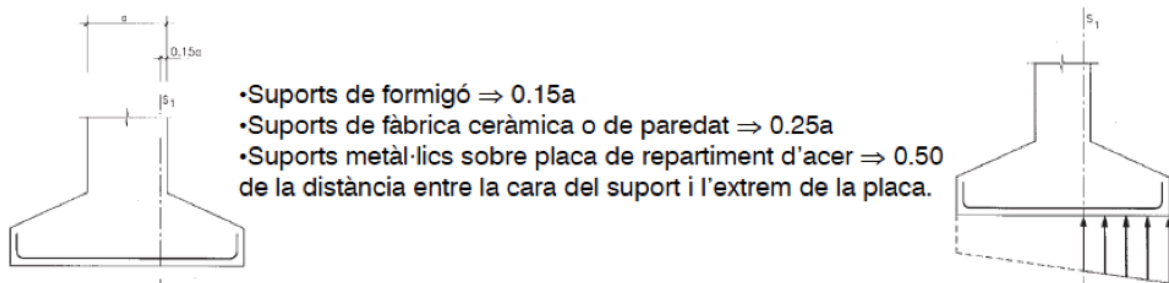 a
0.15a
S1
•Suports de formigó ⇒ 0.15a
•Suports de fàbrica ceràmica o de paredat ⇒ 0.25a
•Suports metàl·lics sobre placa de repartiment d'acer ⇒ 0.50
de la distància entre la cara del suport i l'extrem de la placa.
S1